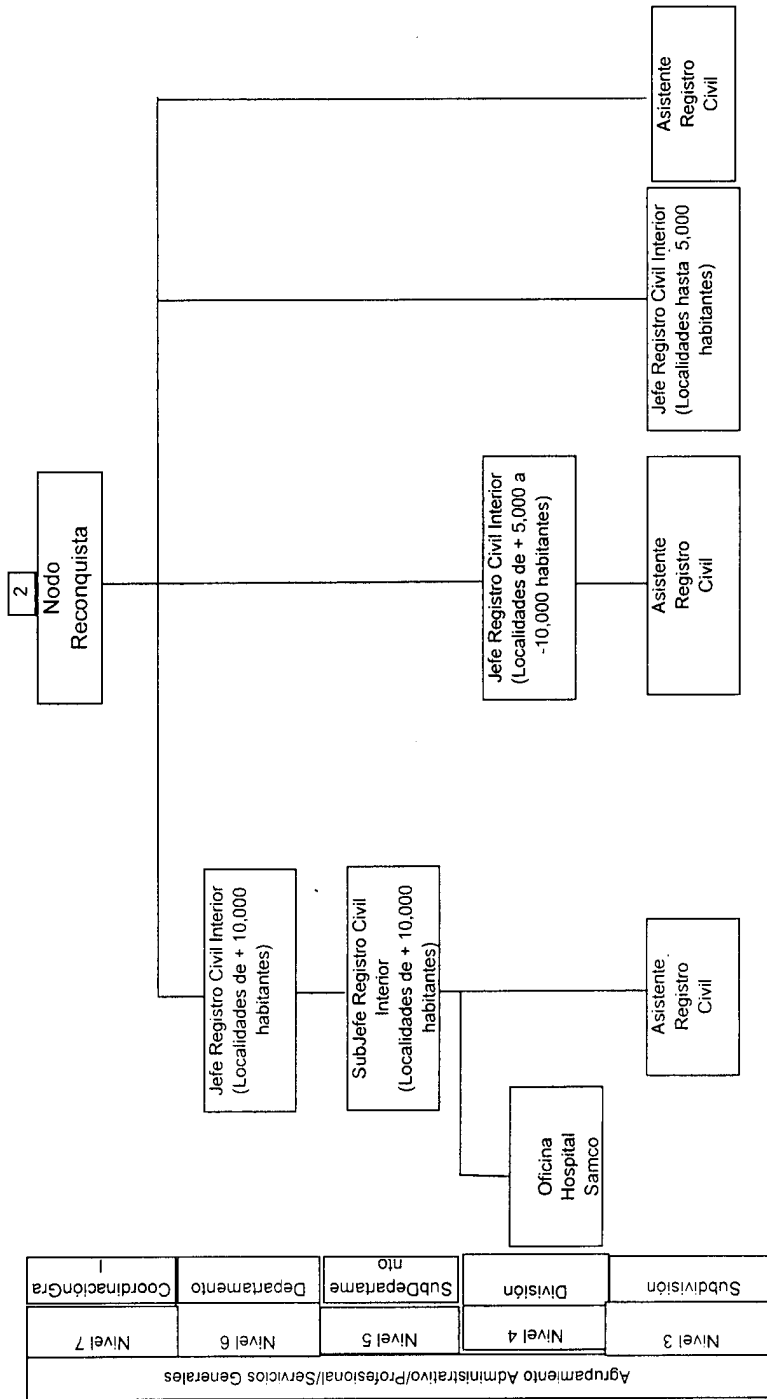 2
Nodo
Reconquista
Jefe Registro Civil Interior
(Localidades de + 10,000
habitantes)
SubJefe Registro Civil
Interior
(Localidades de + 10,000
habitantes)
Oficina
Hospital
Samco
Asistente
Registro
Civil
Jefe Registro Civil Interior
(Localidades de + 5,000 a
-10,000 habitantes)
Asistente
Registro
Civil
Jefe Registro Civil Interior
(Localidades hasta 5,000
habitantes)
Asistente
Registro
Civil
Agrupamiento Administrativo/Profesional/Servicios Generales
Nivel 7
CoordinaciónGra
l
Nivel 6
Departamento
Nivel 5
SubDepartame
nto
Nivel 4
División
Nivel 3
Subdivisión